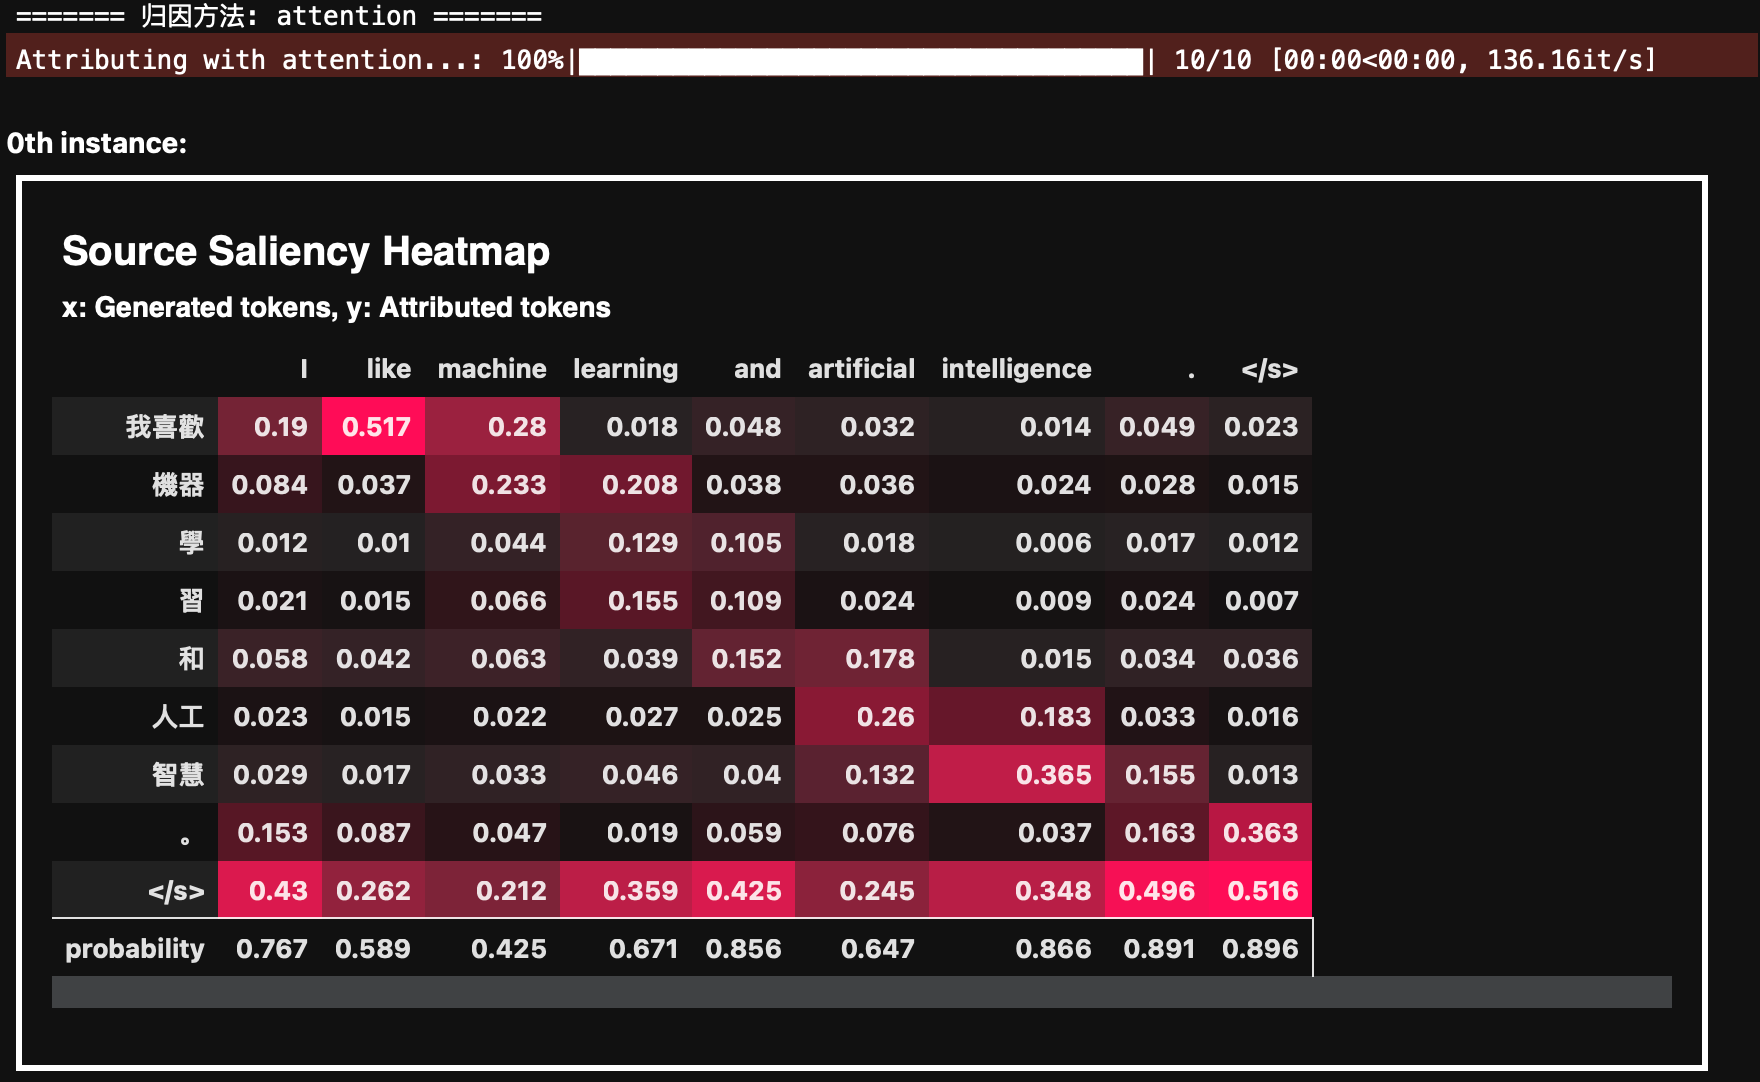 ======= 归因方法: attention =======
Attributing with attention...: 100%|██████████| 10/10 [00:00<00:00, 136.16it/s]
0th instance:
Source Saliency Heatmap
x: Generated tokens, y: Attributed tokens
I like machine learning and artificial intelligence . </s>
我喜歡 0.19 0.517 0.28 0.018 0.048 0.032 0.014 0.049 0.023
機器 0.084 0.037 0.233 0.208 0.038 0.036 0.024 0.028 0.015
學 0.012 0.01 0.044 0.129 0.105 0.018 0.006 0.017 0.012
習 0.021 0.015 0.066 0.155 0.109 0.024 0.009 0.024 0.007
和 0.058 0.042 0.063 0.039 0.152 0.178 0.015 0.034 0.036
人工 0.023 0.015 0.022 0.027 0.025 0.26 0.183 0.033 0.016
智慧 0.029 0.017 0.033 0.046 0.04 0.132 0.365 0.155 0.013
。 0.153 0.087 0.047 0.019 0.059 0.076 0.037 0.163 0.363
</s> 0.43 0.262 0.212 0.359 0.425 0.245 0.348 0.496 0.516
probability 0.767 0.589 0.425 0.671 0.856 0.647 0.866 0.891 0.896